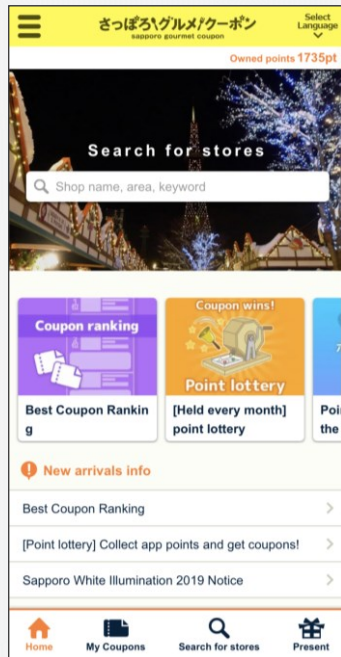 さっぽろグルメクーポン
sapporo gourmet coupon
Select
Language
Owned points 1735pt
Search for stores
Shop name, area, keyword
Coupon ranking
Best Coupon Rankin
g
Coupon wins!
Point lottery
[Held every month]
point lottery
7
Poi
the
New arrivals info
Best Coupon Ranking
[Point lottery] Collect app points and get coupons!
Sapporo White Illumination 2019 Notice
Home
My Coupons
Search for stores
Present